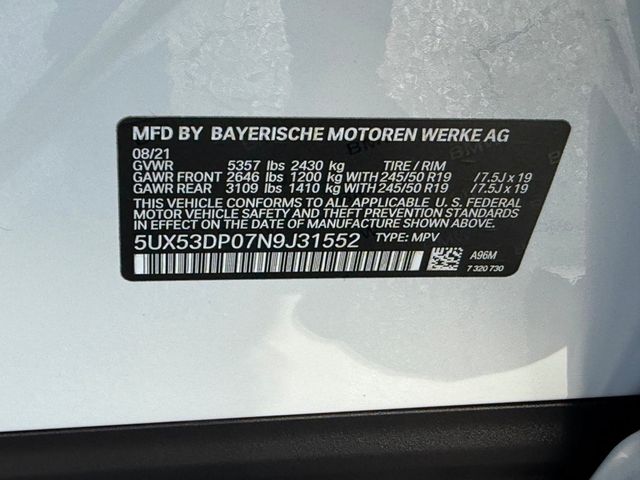 MFD BY BAYERISCHE MOTOREN WERKE AG
08/21
GVWR 5357 lbs 2430 kg TIRE / RIM
GAWR FRONT 2646 lbs 1200 kg WITH 245/50 R19 /7.5J x 19
GAWR REAR 3109 lbs 1410 kg WITH 245/50 R19 /7.5J x 19
THIS VEHICLE CONFORMS TO ALL APPLICABLE U. S. FEDERAL
MOTOR VEHICLE SAFETY AND THEFT PREVENTION STANDARDS
IN EFFECT ON THE DATE OF MANUFACTURE SHOWN ABOVE.
5UX53DP07N9J31552 TYPE: MPV
A96M
7 320 730